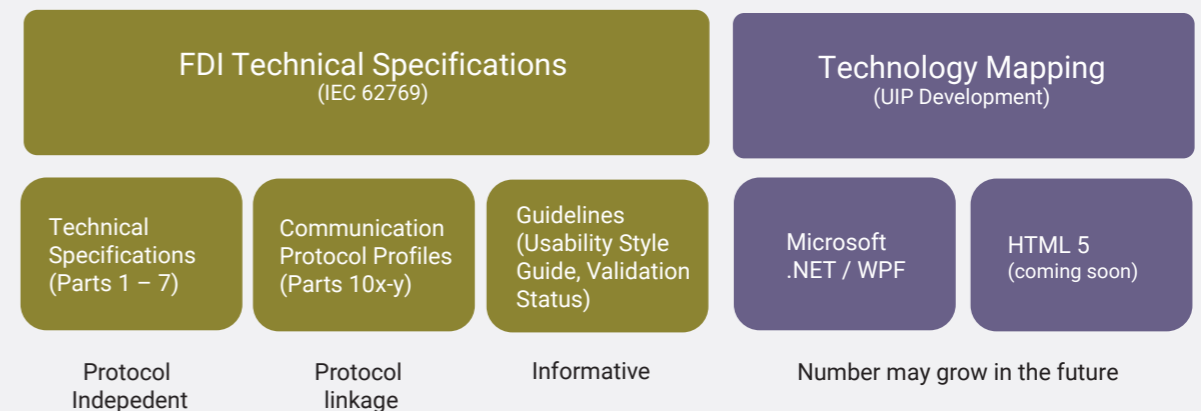 FDI Technical Specifications
(IEC 62769)
Technology Mapping
(UIP Development)
Technical
Specifications
(Parts 1 – 7)
Communication
Protocol Profiles
(Parts 10x-y)
Guidelines
(Usability Style
Guide, Validation
Status)
Microsoft
.NET / WPF
HTML 5
(coming soon)
Protocol
Indepedent
Protocol
linkage
Informative
Number may grow in the future